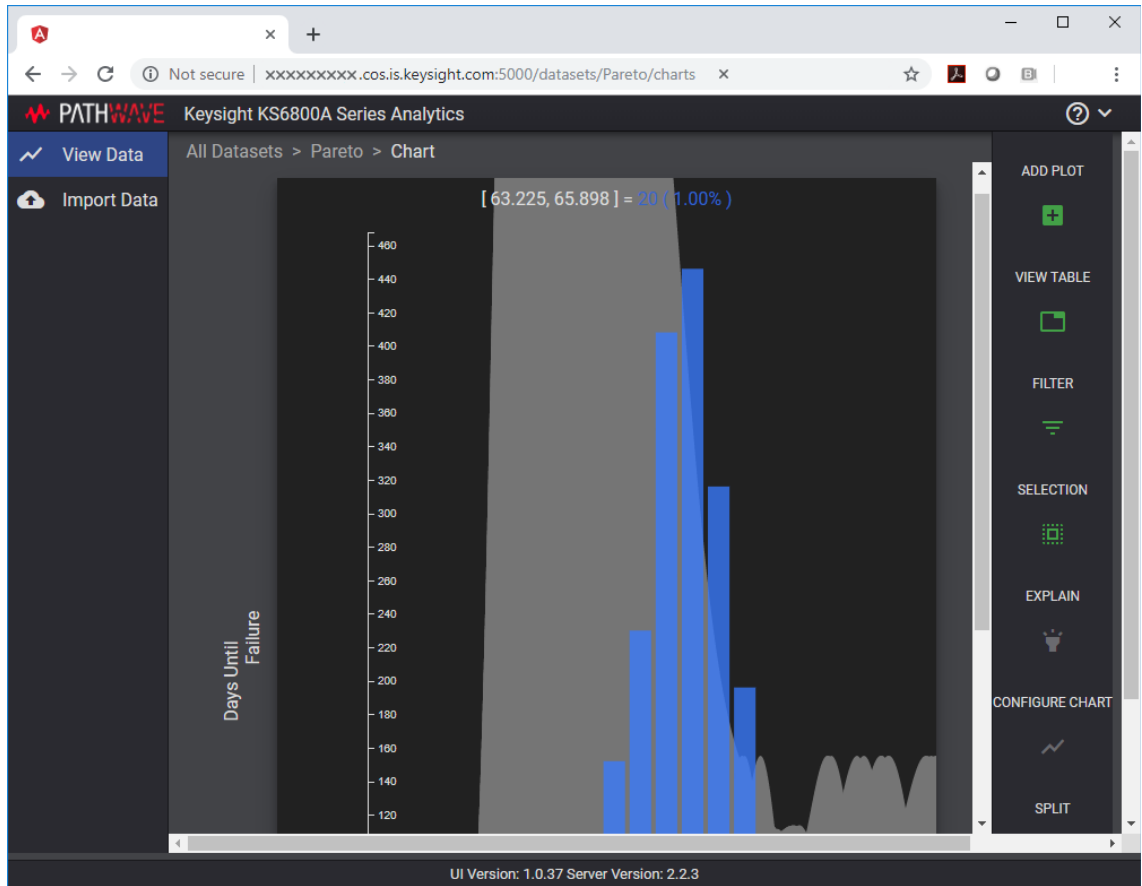 Not secure | xxxxxxxxx.cos.is.keysight.com:5000/datasets/Pareto/charts
PATHWAVE Keysight KS6800A Series Analytics
View Data
Import Data
All Datasets > Pareto > Chart
[ 63.225, 65.898 ] = 20 ( 1.00% )
460
440
420
400
380
360
340
320
300
280
260
240
220
200
180
160
140
120
Days Until
Failure
ADD PLOT
VIEW TABLE
FILTER
SELECTION
EXPLAIN
CONFIGURE CHART
SPLIT
UI Version: 1.0.37 Server Version: 2.2.3